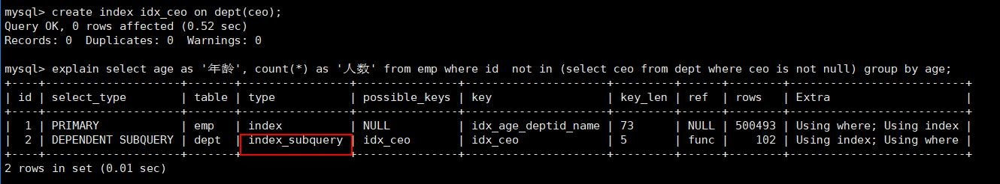 mysql> create index idx_ceo on dept(ceo);
Query OK, 0 rows affected (0.52 sec)
Records: 0  Duplicates: 0  Warnings: 0

mysql> explain select age as '年龄', count(*) as '人数' from emp where id  not in (select ceo from dept where ceo is not null) group by age;
+----+--------------------+-------+----------------+---------------+---------------------+---------+------+--------+--------------------------+
| id | select_type        | table | type           | possible_keys | key                 | key_len | ref  | rows   | Extra                    |
+----+--------------------+-------+----------------+---------------+---------------------+---------+------+--------+--------------------------+
|  1 | PRIMARY            | emp   | index          | NULL          | idx_age_deptid_name | 73      | NULL | 500493 | Using where; Using index |
|  2 | DEPENDENT SUBQUERY | dept  | index_subquery | idx_ceo       | idx_ceo             | 5       | func |    102 | Using index; Using where |
+----+--------------------+-------+----------------+---------------+---------------------+---------+------+--------+--------------------------+
2 rows in set (0.01 sec)